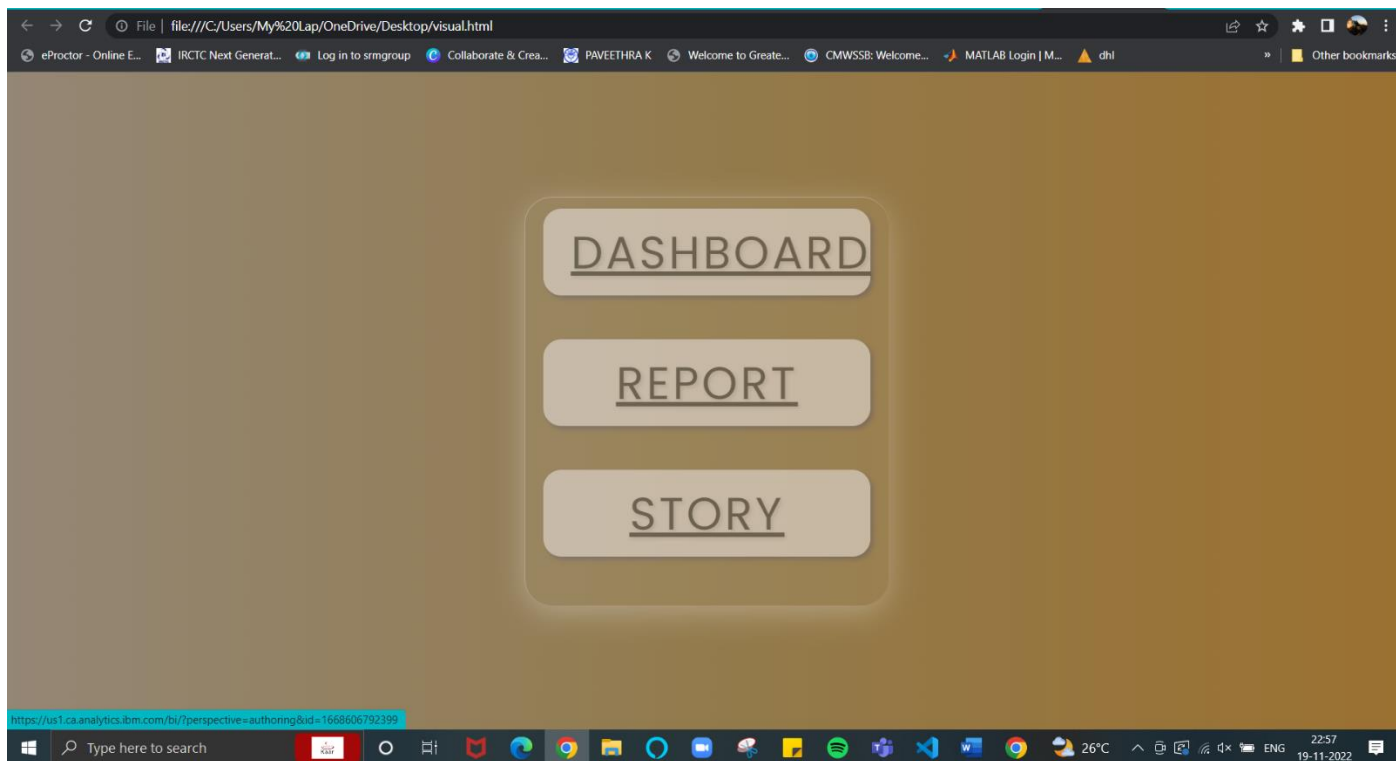 File | file:///C:/Users/My%20Lap/OneDrive/Desktop/visual.html
eProctor - Online E... IRCTC Next Generat... Log in to srmgroup Collaborate & Crea... PAVEETHRA K Welcome to Greate... CMWSSB: Welcome... MATLAB Login | M... dhl » Other bookmarks
DASHBOARD
REPORT
STORY
https://us1.ca.analytics.ibm.com/bi/?perspective=authoring&id=1668606792399
Type here to search 26°C ENG 22:57
19-11-2022